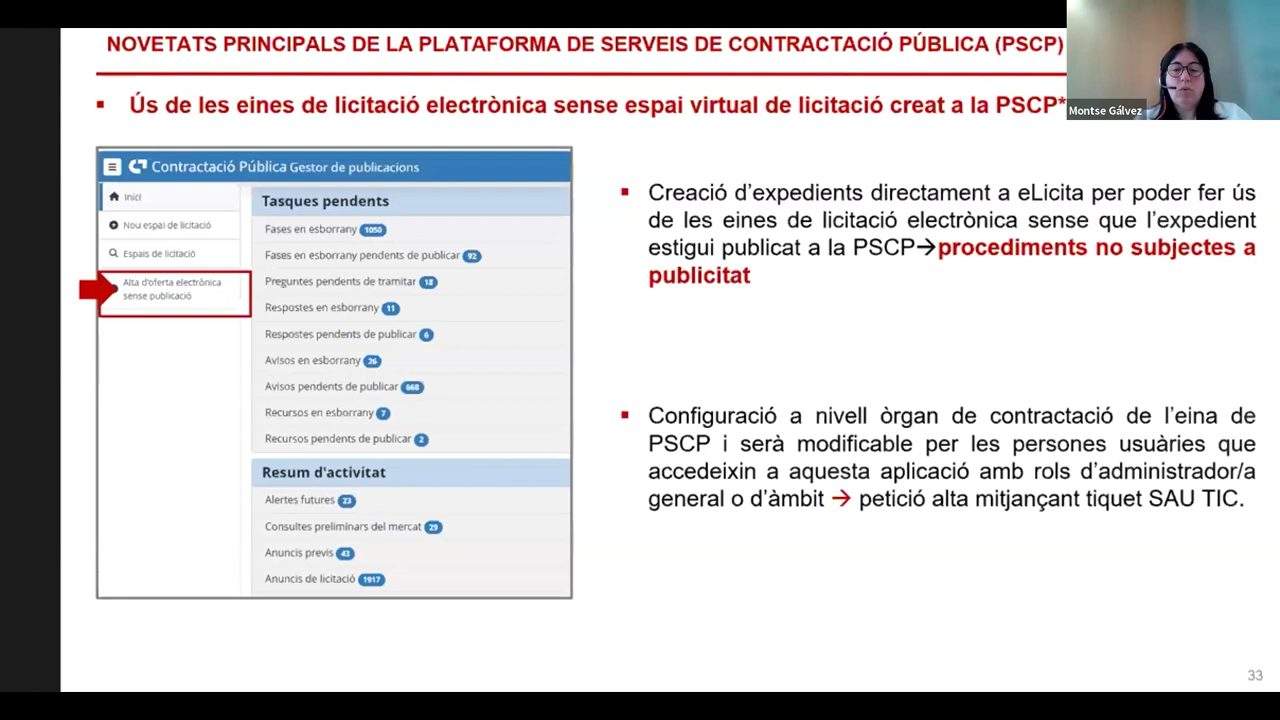 NOVETATS PRINCIPALS DE LA PLATAFORMA DE SERVEIS DE CONTRACTACIÓ PÚBLICA (PSCP)
Montse Gálvez
▪ Ús de les eines de licitació electrònica sense espai virtual de licitació creat a la PSCP*
Contractació Pública Gestor de publicacions
Inici
Nou espai de licitació
Espais de licitació
Alta d'oferta electrònica
sense publicació
Tasques pendents
Fases en esborrany 1050
Fases en esborrany pendents de publicar 92
Preguntes pendents de tramitar 18
Respostes en esborrany 11
Respostes pendents de publicar 6
Avisos en esborrany 26
Avisos pendents de publicar 668
Recursos en esborrany 7
Recursos pendents de publicar 2
Resum d'activitat
Alertes futures 23
Consultes preliminars del mercat 29
Anuncis previs 43
Anuncis de licitació 1917
▪ Creació d’expedients directament a eLicita per poder fer ús
de les eines de licitació electrònica sense que l’expedient
estigui publicat a la PSCP→procediments no subjectes a
publicitat
▪ Configuració a nivell òrgan de contractació de l’eina de
PSCP i serà modificable per les persones usuàries que
accedeixin a aquesta aplicació amb rols d’administrador/a
general o d’àmbit → petició alta mitjançant tiquet SAU TIC.
33